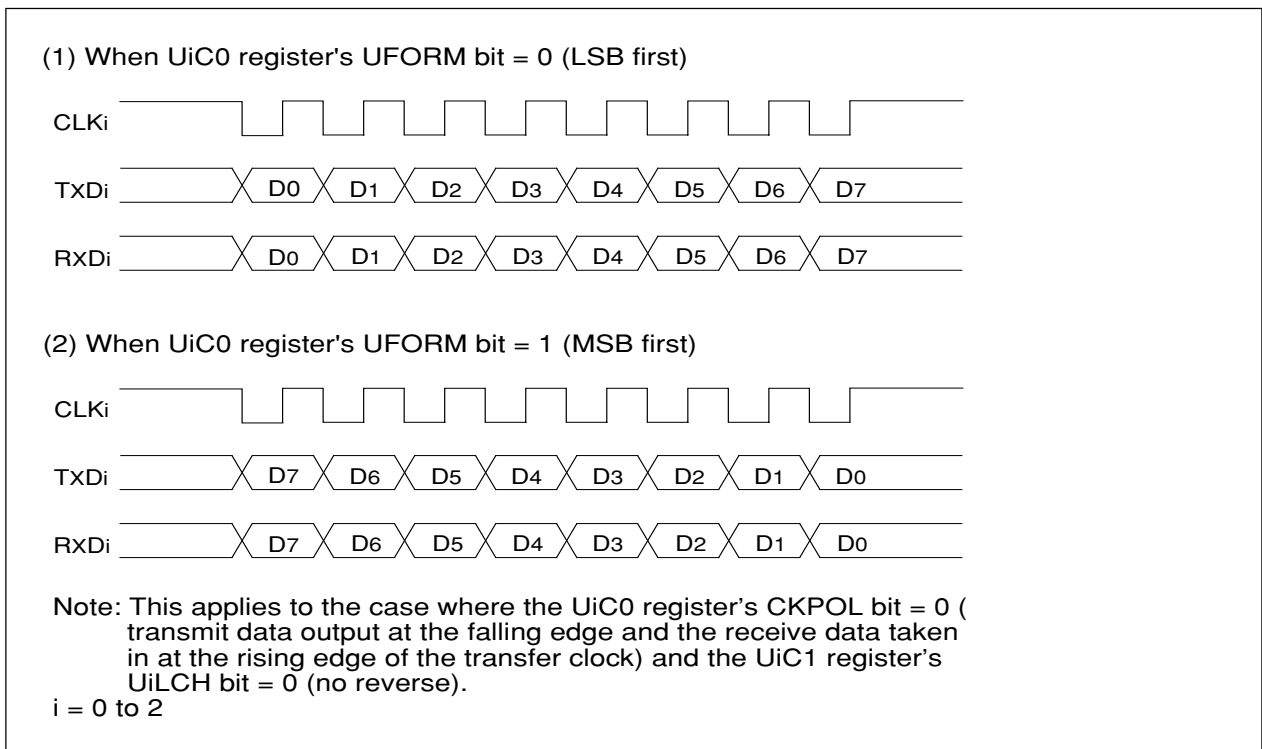 (1) When UiC0 register's UFORM bit = 0 (LSB first)
CLKi
TXDi D0 D1 D2 D3 D4 D5 D6 D7
RXDi D0 D1 D2 D3 D4 D5 D6 D7
(2) When UiC0 register's UFORM bit = 1 (MSB first)
CLKi
TXDi D7 D6 D5 D4 D3 D2 D1 D0
RXDi D7 D6 D5 D4 D3 D2 D1 D0
Note: This applies to the case where the UiC0 register's CKPOL bit = 0 (
transmit data output at the falling edge and the receive data taken
in at the rising edge of the transfer clock) and the UiC1 register's
UiLCH bit = 0 (no reverse).
i = 0 to 2